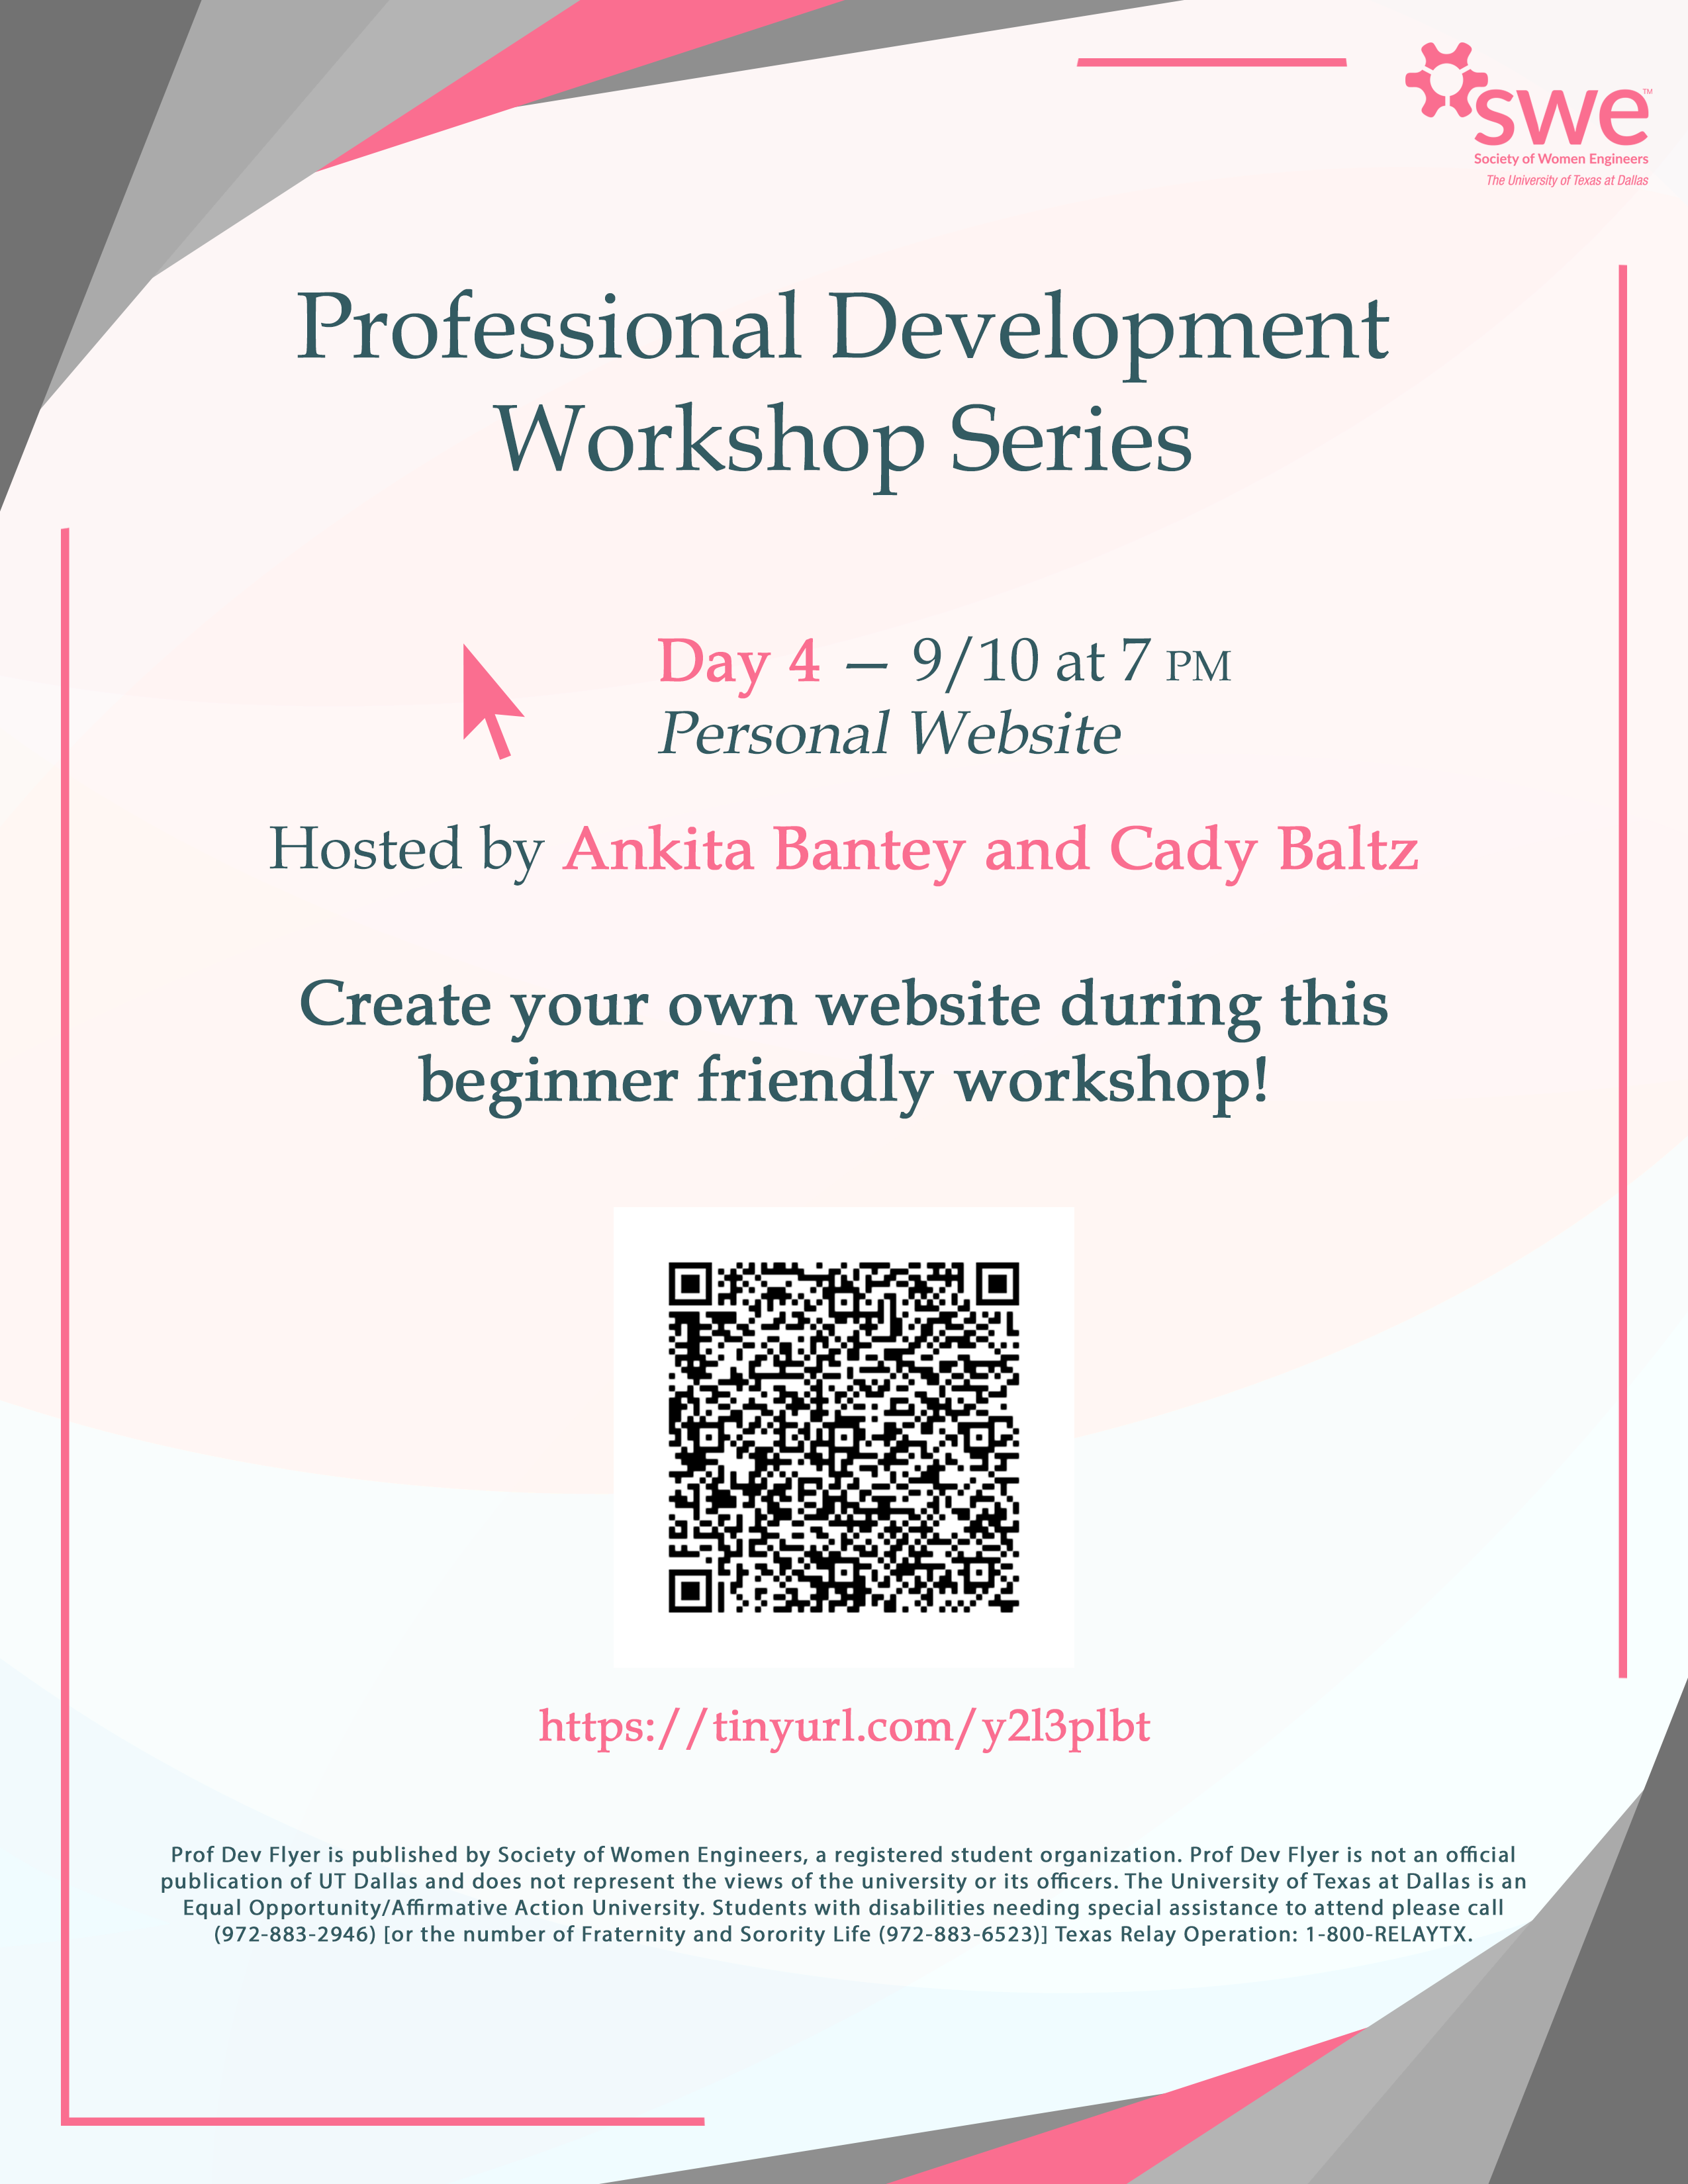 swe™
Society of Women Engineers
The University of Texas at Dallas
Professional Development
Workshop Series
Day 4 — 9/10 at 7 PM
Personal Website
Hosted by Ankita Bantey and Cady Baltz
Create your own website during this
beginner friendly workshop!
https://tinyurl.com/y2l3plbt
Prof Dev Flyer is published by Society of Women Engineers, a registered student organization. Prof Dev Flyer is not an official
publication of UT Dallas and does not represent the views of the university or its officers. The University of Texas at Dallas is an
Equal Opportunity/Affirmative Action University. Students with disabilities needing special assistance to attend please call
(972-883-2946) [or the number of Fraternity and Sorority Life (972-883-6523)] Texas Relay Operation: 1-800-RELAYTX.